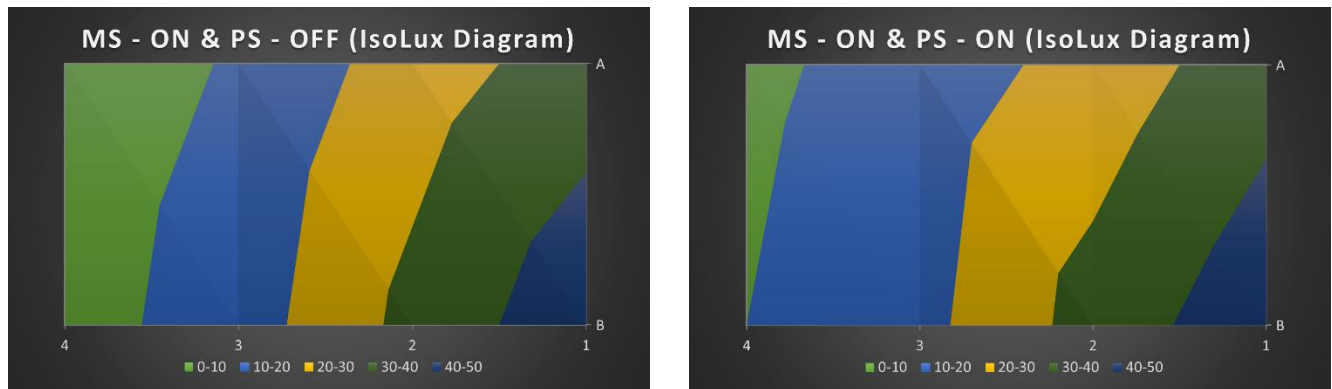 MS - ON & PS - OFF (IsoLux Diagram)
A
B
4 3 2 1
0-10 10-20 20-30 30-40 40-50
MS - ON & PS - ON (IsoLux Diagram)
A
B
4 3 2 1
0-10 10-20 20-30 30-40 40-50